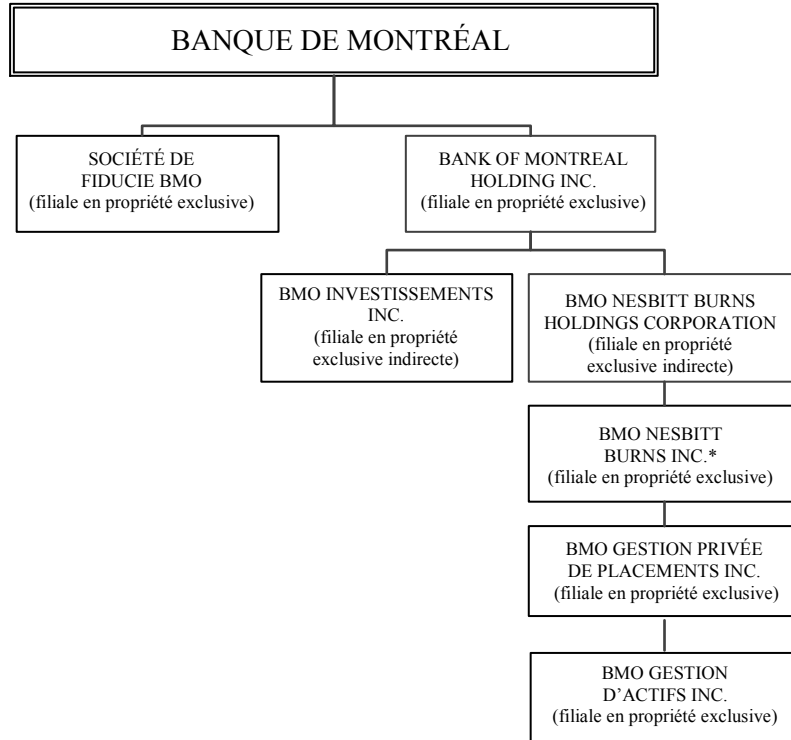 BANQUE DE MONTRÉAL
SOCIÉTÉ DE
FIDUCIE BMO
(filiale en propriété exclusive)
BANK OF MONTREAL
HOLDING INC.
(filiale en propriété exclusive)
BMO INVESTISSEMENTS
INC.
(filiale en propriété
exclusive indirecte)
BMO NESBITT BURNS
HOLDINGS CORPORATION
(filiale en propriété
exclusive indirecte)
BMO NESBITT
BURNS INC.*
(filiale en propriété exclusive)
BMO GESTION PRIVÉE
DE PLACEMENTS INC.
(filiale en propriété exclusive)
BMO GESTION
D’ACTIFS INC.
(filiale en propriété exclusive)